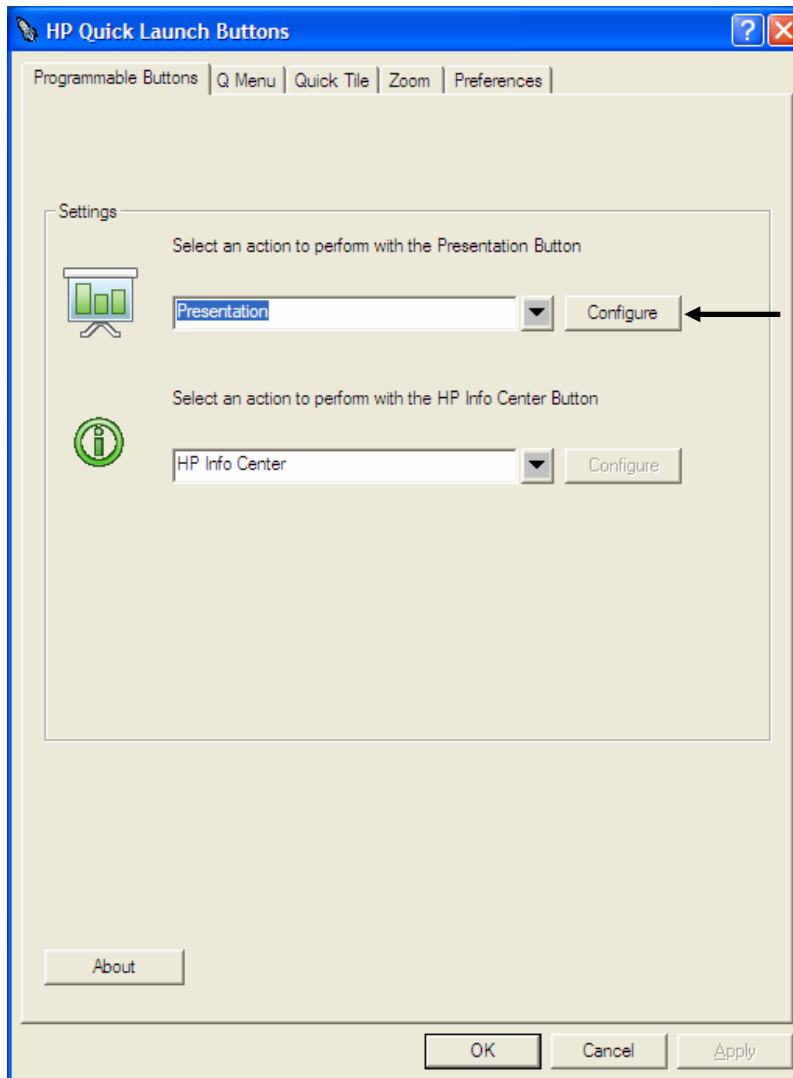 HP Quick Launch Buttons
Programmable Buttons Q Menu Quick Tile Zoom Preferences
Settings
Select an action to perform with the Presentation Button
Presentation Configure
Select an action to perform with the HP Info Center Button
HP Info Center Configure
About
OK Cancel Apply